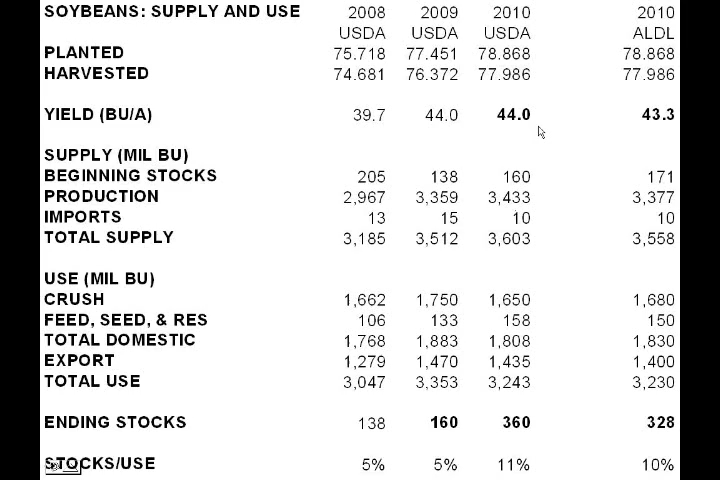 SOYBEANS: SUPPLY AND USE 2008 2009 2010 2010
USDA USDA USDA ALDL
PLANTED 75.718 77.451 78.868 78.868
HARVESTED 74.681 76.372 77.986 77.986
YIELD (BU/A) 39.7 44.0 44.0 43.3
SUPPLY (MIL BU)
BEGINNING STOCKS 205 138 160 171
PRODUCTION 2,967 3,359 3,433 3,377
IMPORTS 13 15 10 10
TOTAL SUPPLY 3,185 3,512 3,603 3,558
USE (MIL BU)
CRUSH 1,662 1,750 1,650 1,680
FEED, SEED, & RES 106 133 158 150
TOTAL DOMESTIC 1,768 1,883 1,808 1,830
EXPORT 1,279 1,470 1,435 1,400
TOTAL USE 3,047 3,353 3,243 3,230
ENDING STOCKS 138 160 360 328
STOCKS/USE 5% 5% 11% 10%